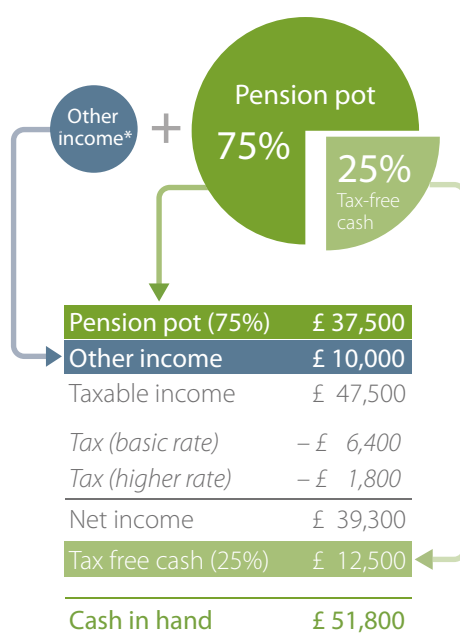 Pension pot
Other
income*
+
75%
25%
Tax-free
cash
Pension pot (75%) £ 37,500
Other income £ 10,000
Taxable income £ 47,500
Tax (basic rate) – £ 6,400
Tax (higher rate) – £ 1,800
Net income £ 39,300
Tax free cash (25%) £ 12,500
Cash in hand £ 51,800